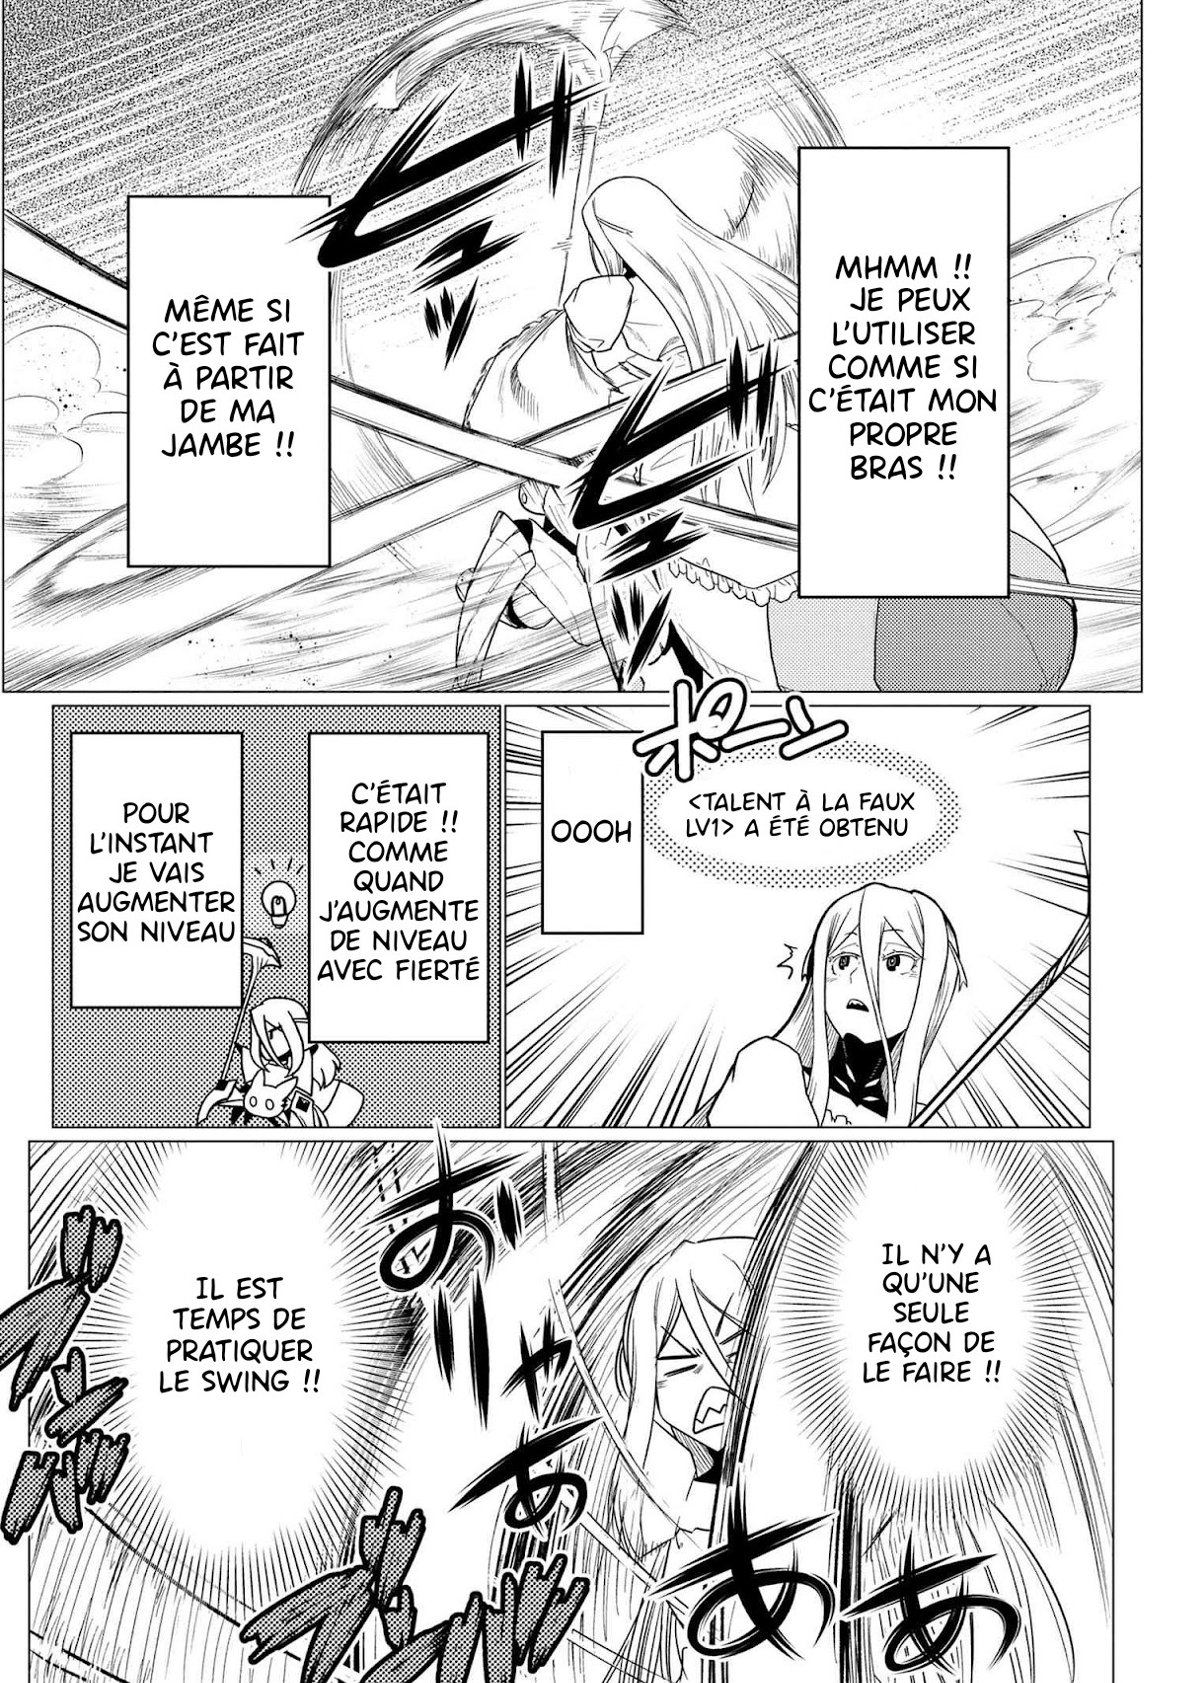 MHMM !!
JE PEUX
L'UTILISER
COMME SI
C'ÉTAIT MON
PROPRE
BRAS !!
MÊME SI
C'EST FAIT
À PARTIR
DE MA
JAMBE !!
ポーン
<TALENT À LA FAUX
LV1> A ÉTÉ OBTENU
OOOH
C'ÉTAIT
RAPIDE !!
COMME
QUAND
J'AUGMENTE
DE NIVEAU
AVEC FIERTÉ
POUR
L'INSTANT
JE VAIS
AUGMENTER
SON NIVEAU
IL N'Y A
QU'UNE
SEULE
FAÇON DE
LE FAIRE !!
IL EST
TEMPS DE
PRATIQUER
LE SWING !!
おああああ